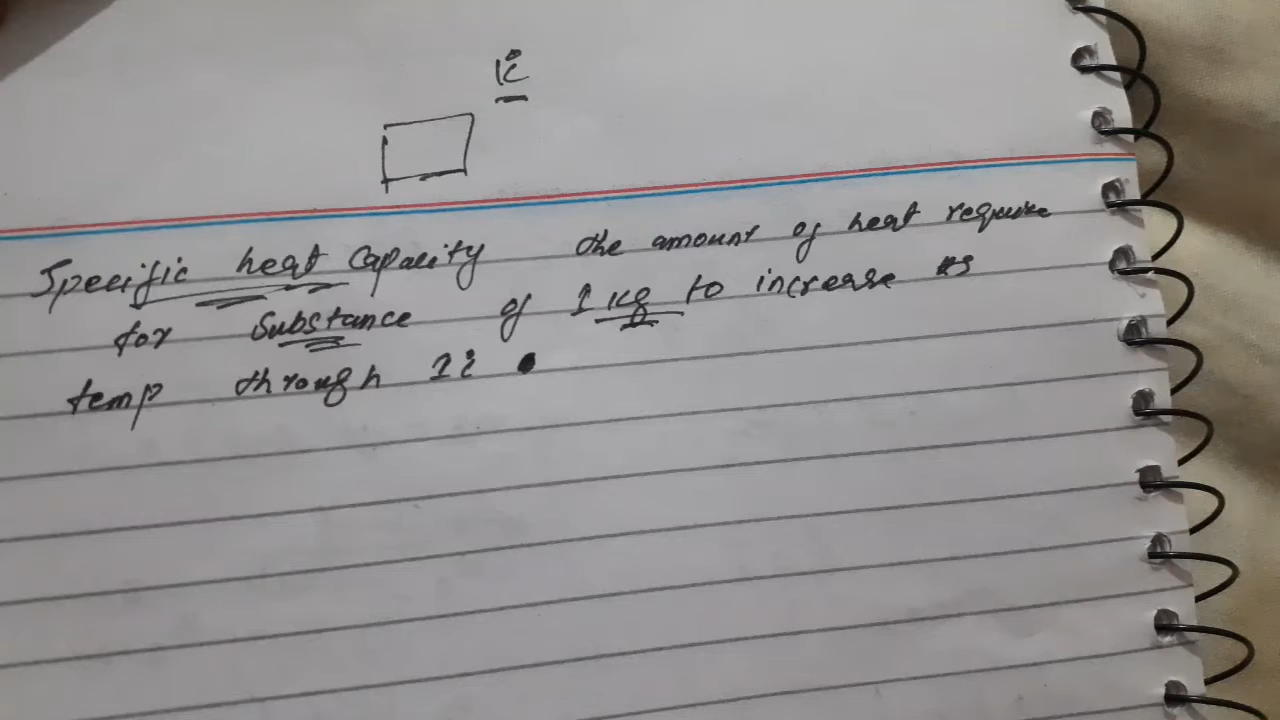 1c°
Specific heat capacity the amount of heat require
for substance of 1 kg to increase its
temp through 1c°